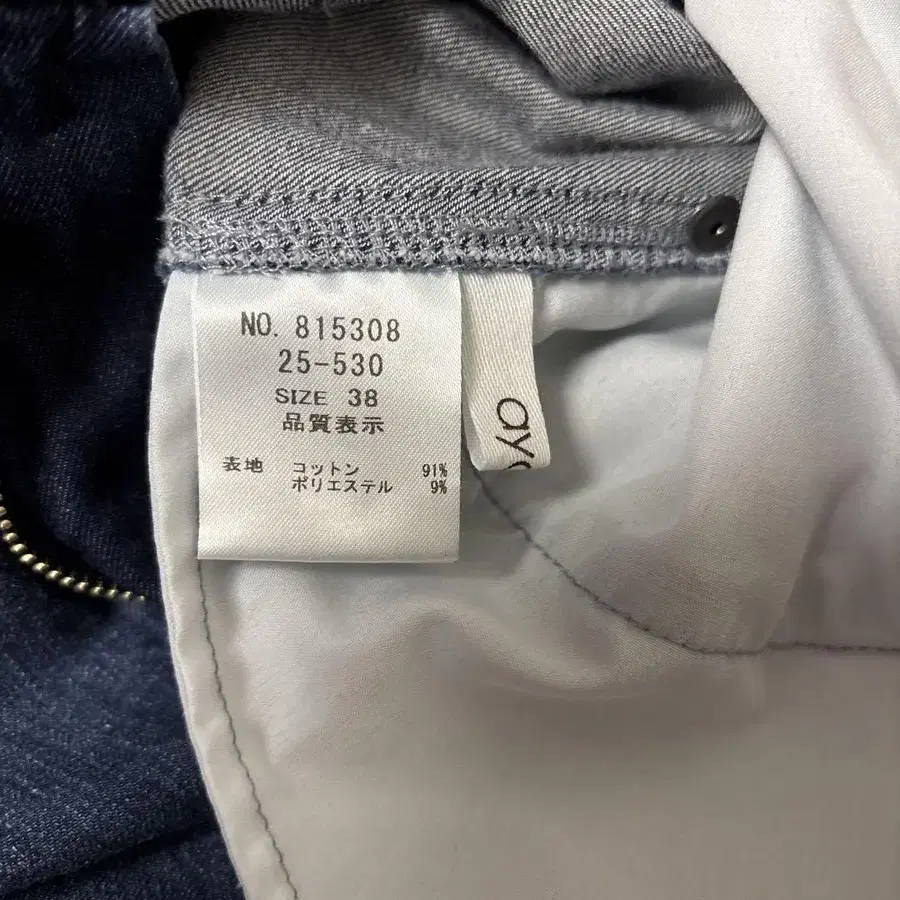 NO. 815308
25-530
SIZE 38
品質表示
表地 コットン 91%
ポリエステル 9%